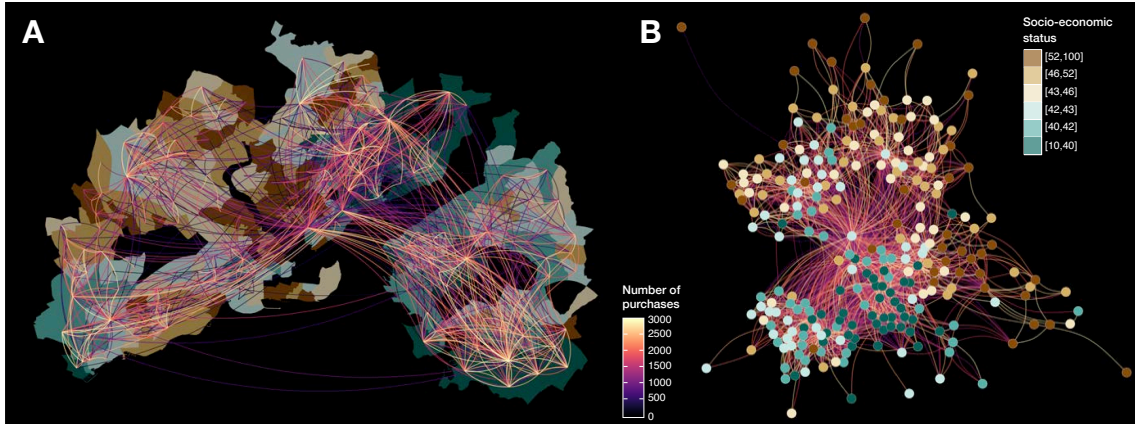 A
B
Socio-economic
status
[52,100]
[46,52]
[43,46]
[42,43]
[40,42]
[10,40]
Number of
purchases
3000
2500
2000
1500
1000
500
0